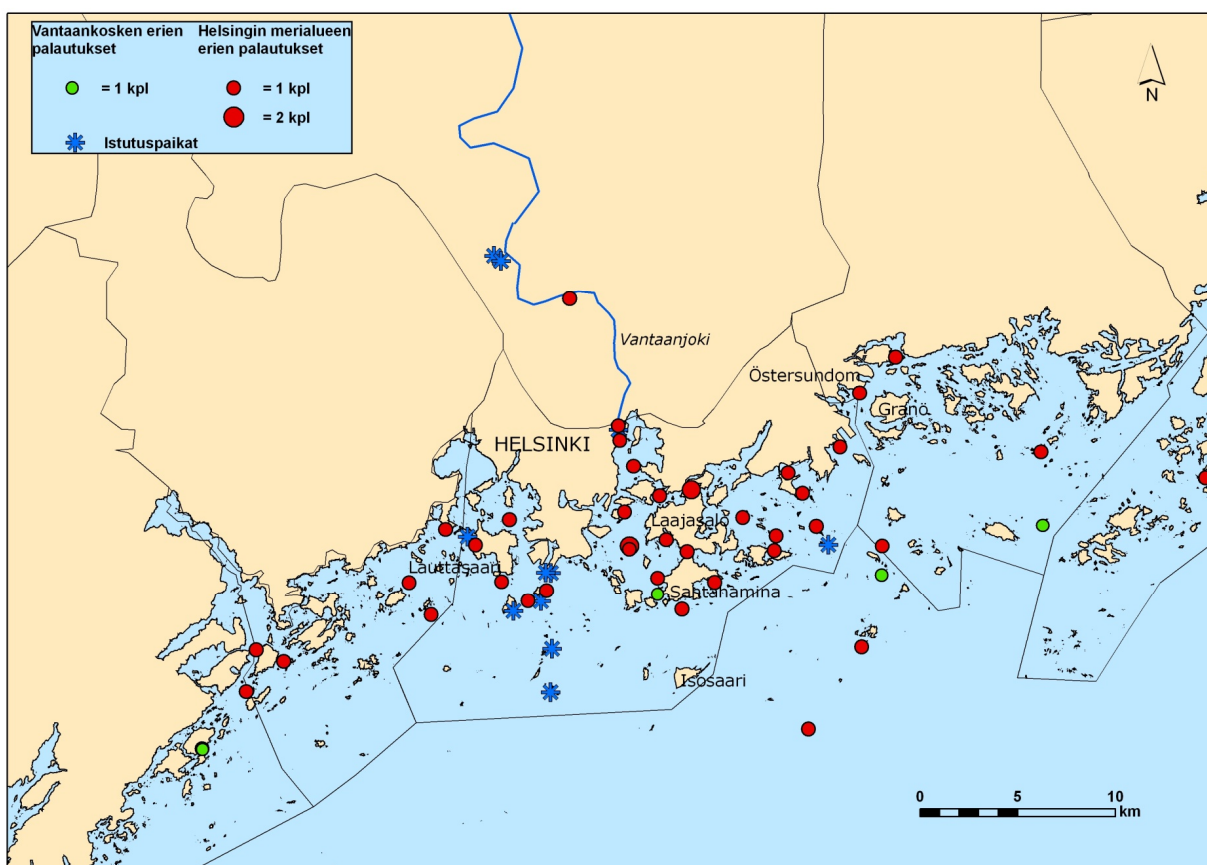 Vantaankosken erien
palautukset
Helsingin merialueen
erien palautukset
= 1 kpl
= 1 kpl
= 2 kpl
Istutuspaikat
N
Vantaanjoki
Östersundom
Granö
HELSINKI
Laajasalo
Lauttasaari
Santahamina
Isosaari
0 5 10
km